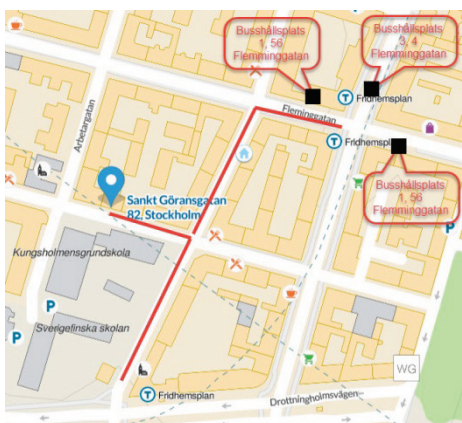 Busshållsplats
1, 56
Flemminggatan
Busshållsplats
3, 4
Flemminggatan
Fridhemsplan
Fleminggatan
Arbetargatan
Fridhemsplan
Busshållsplats
1, 56
Flemminggatan
Sankt Göransgatan
82, Stockholm
Kungsholmensgrundskola
P
P
P
Sverigefinska skolan
WG
Fridhemsplan
Drottningholmsvägen